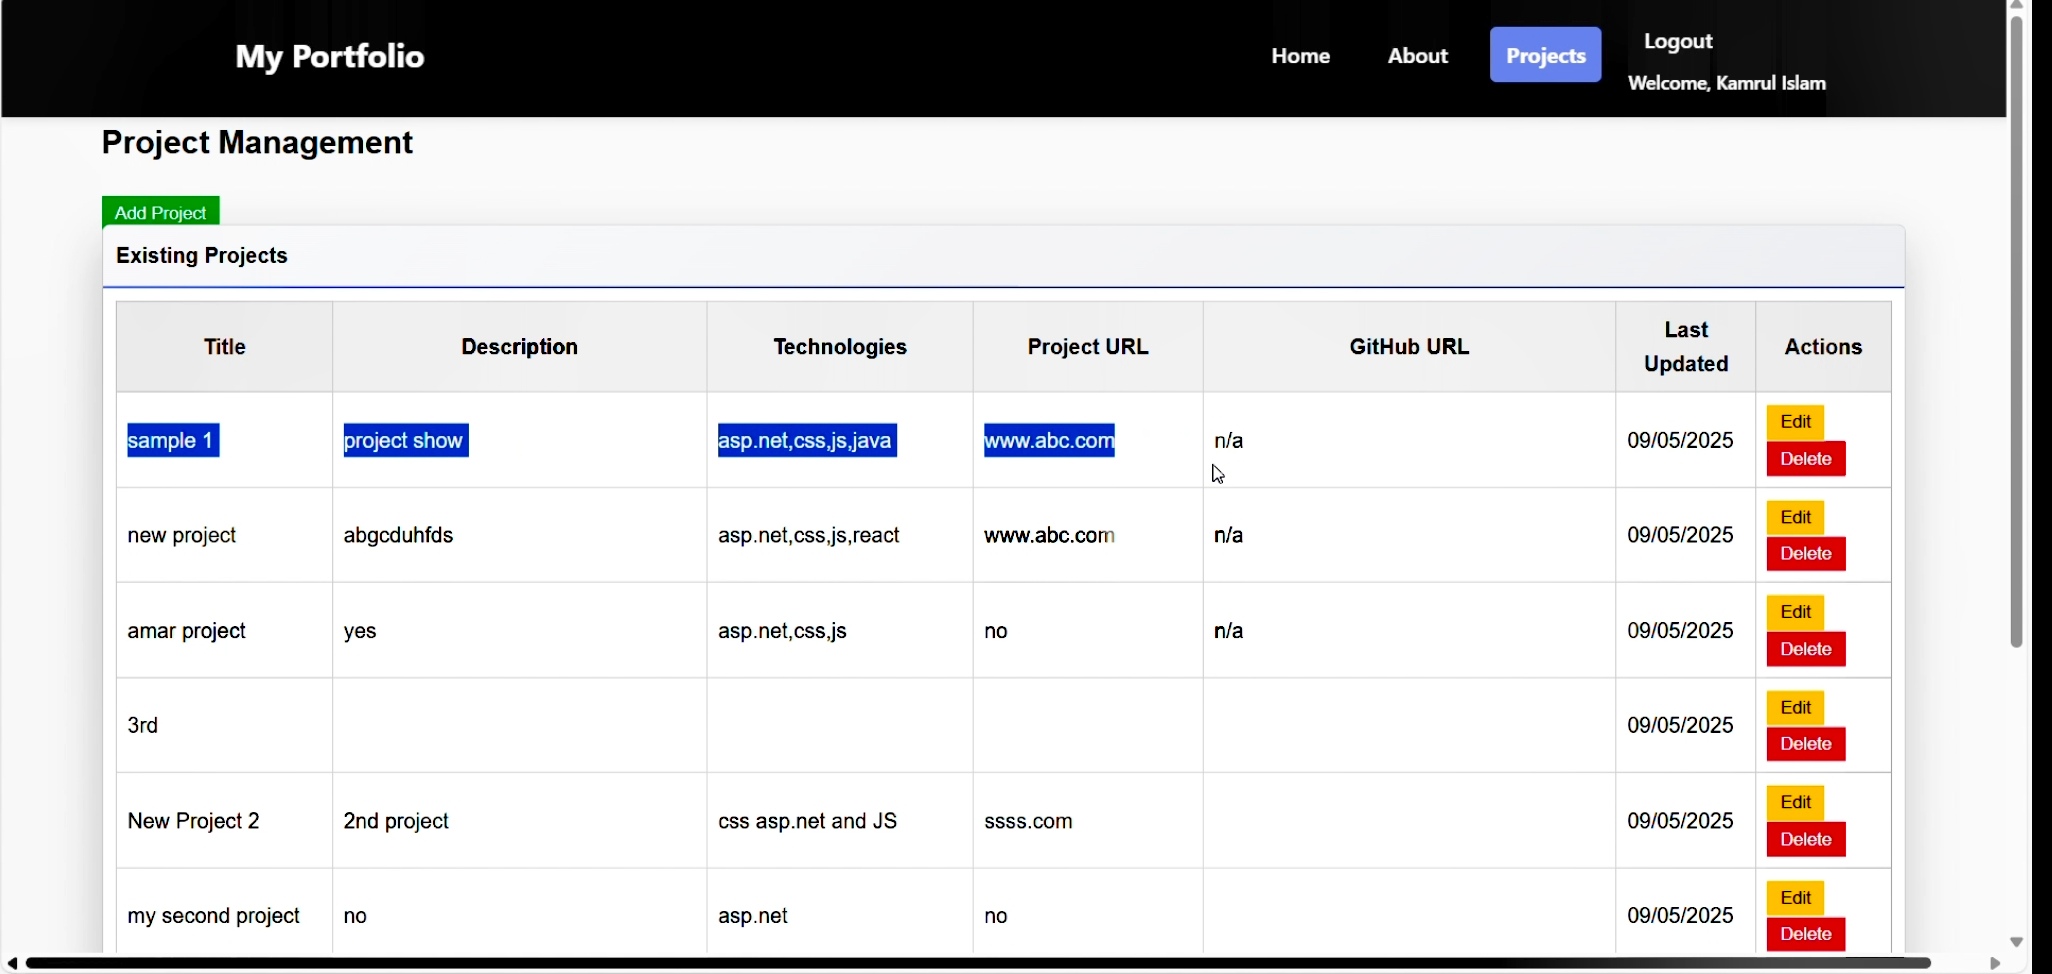 My Portfolio
Home
About
Projects
Logout
Welcome, Kamrul Islam
Project Management
Add Project
Existing Projects
Title Description Technologies Project URL GitHub URL Last Updated Actions
sample 1 project show asp.net,css,js,java www.abc.com n/a 09/05/2025 Edit Delete
new project abgcduhfds asp.net,css,js,react www.abc.com n/a 09/05/2025 Edit Delete
amar project yes asp.net,css,js no n/a 09/05/2025 Edit Delete
3rd 09/05/2025 Edit Delete
New Project 2 2nd project css asp.net and JS ssss.com 09/05/2025 Edit Delete
my second project no asp.net no 09/05/2025 Edit Delete